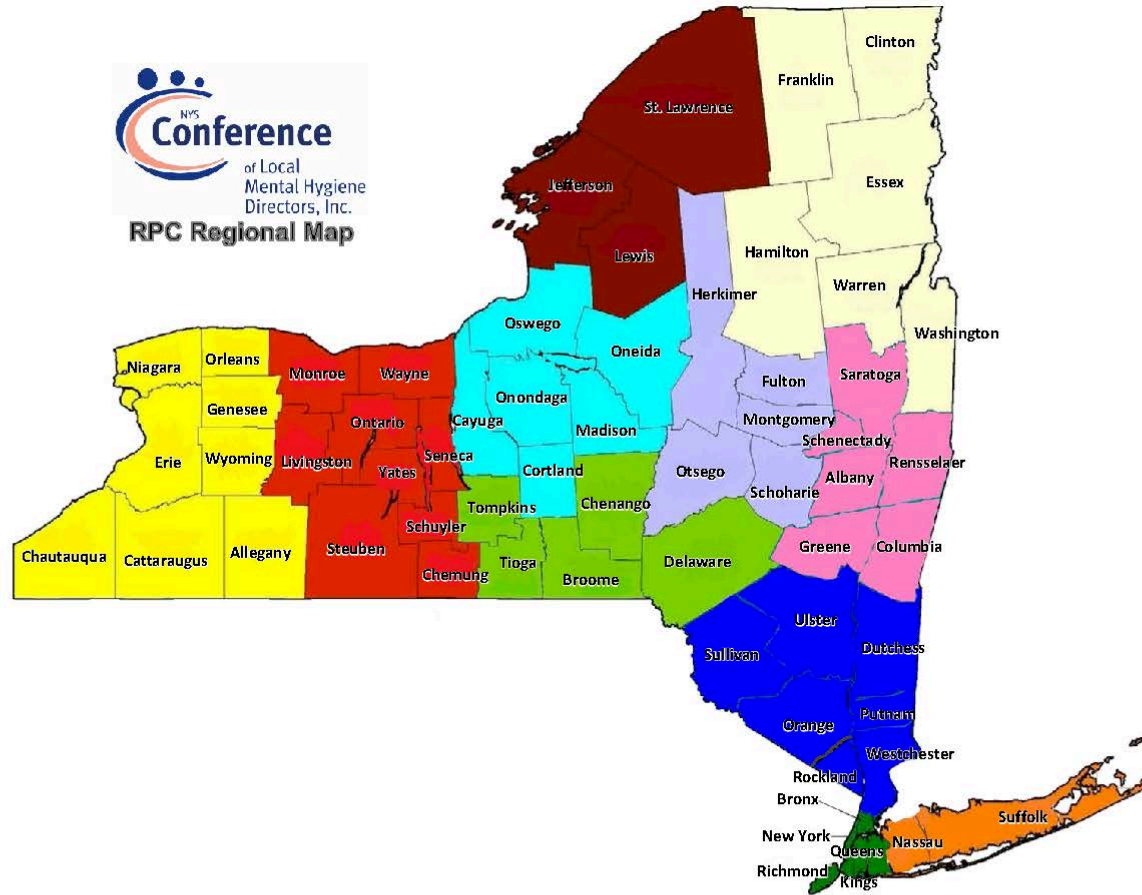 NYS
Conference
of Local
Mental Hygiene
Directors, Inc.
RPC Regional Map
Clinton
Franklin
St. Lawrence
Essex
Jefferson
Hamilton
Lewis
Warren
Herkimer
Oswego
Washington
Oneida
Orleans
Niagara
Monroe
Wayne
Saratoga
Fulton
Genesee
Onondaga
Ontario
Cayuga
Montgomery
Madison
Schenectady
Seneca
Wyoming
Erie
Livingston
Rensselaer
Yates
Cortland
Otsego
Albany
Schoharie
Tompkins
Chenango
Schuyler
Greene
Columbia
Steuben
Allegany
Chautauqua
Cattaraugus
Tioga
Delaware
Chemung
Broome
Ulster
Dutchess
Sullivan
Putnam
Orange
Westchester
Rockland
Bronx
Suffolk
New York
Nassau
Queens
Richmond
Kings